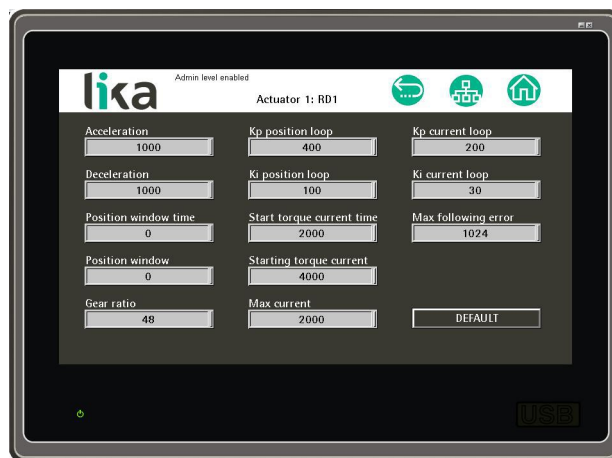 lika
Admin level enabled
Actuator 1: RD1
Acceleration
1000
Kp position loop
400
Kp current loop
200
Deceleration
1000
Ki position loop
100
Ki current loop
30
Position window time
0
Start torque current time
2000
Max following error
1024
Position window
0
Starting torque current
4000
Gear ratio
48
Max current
2000
DEFAULT
USB